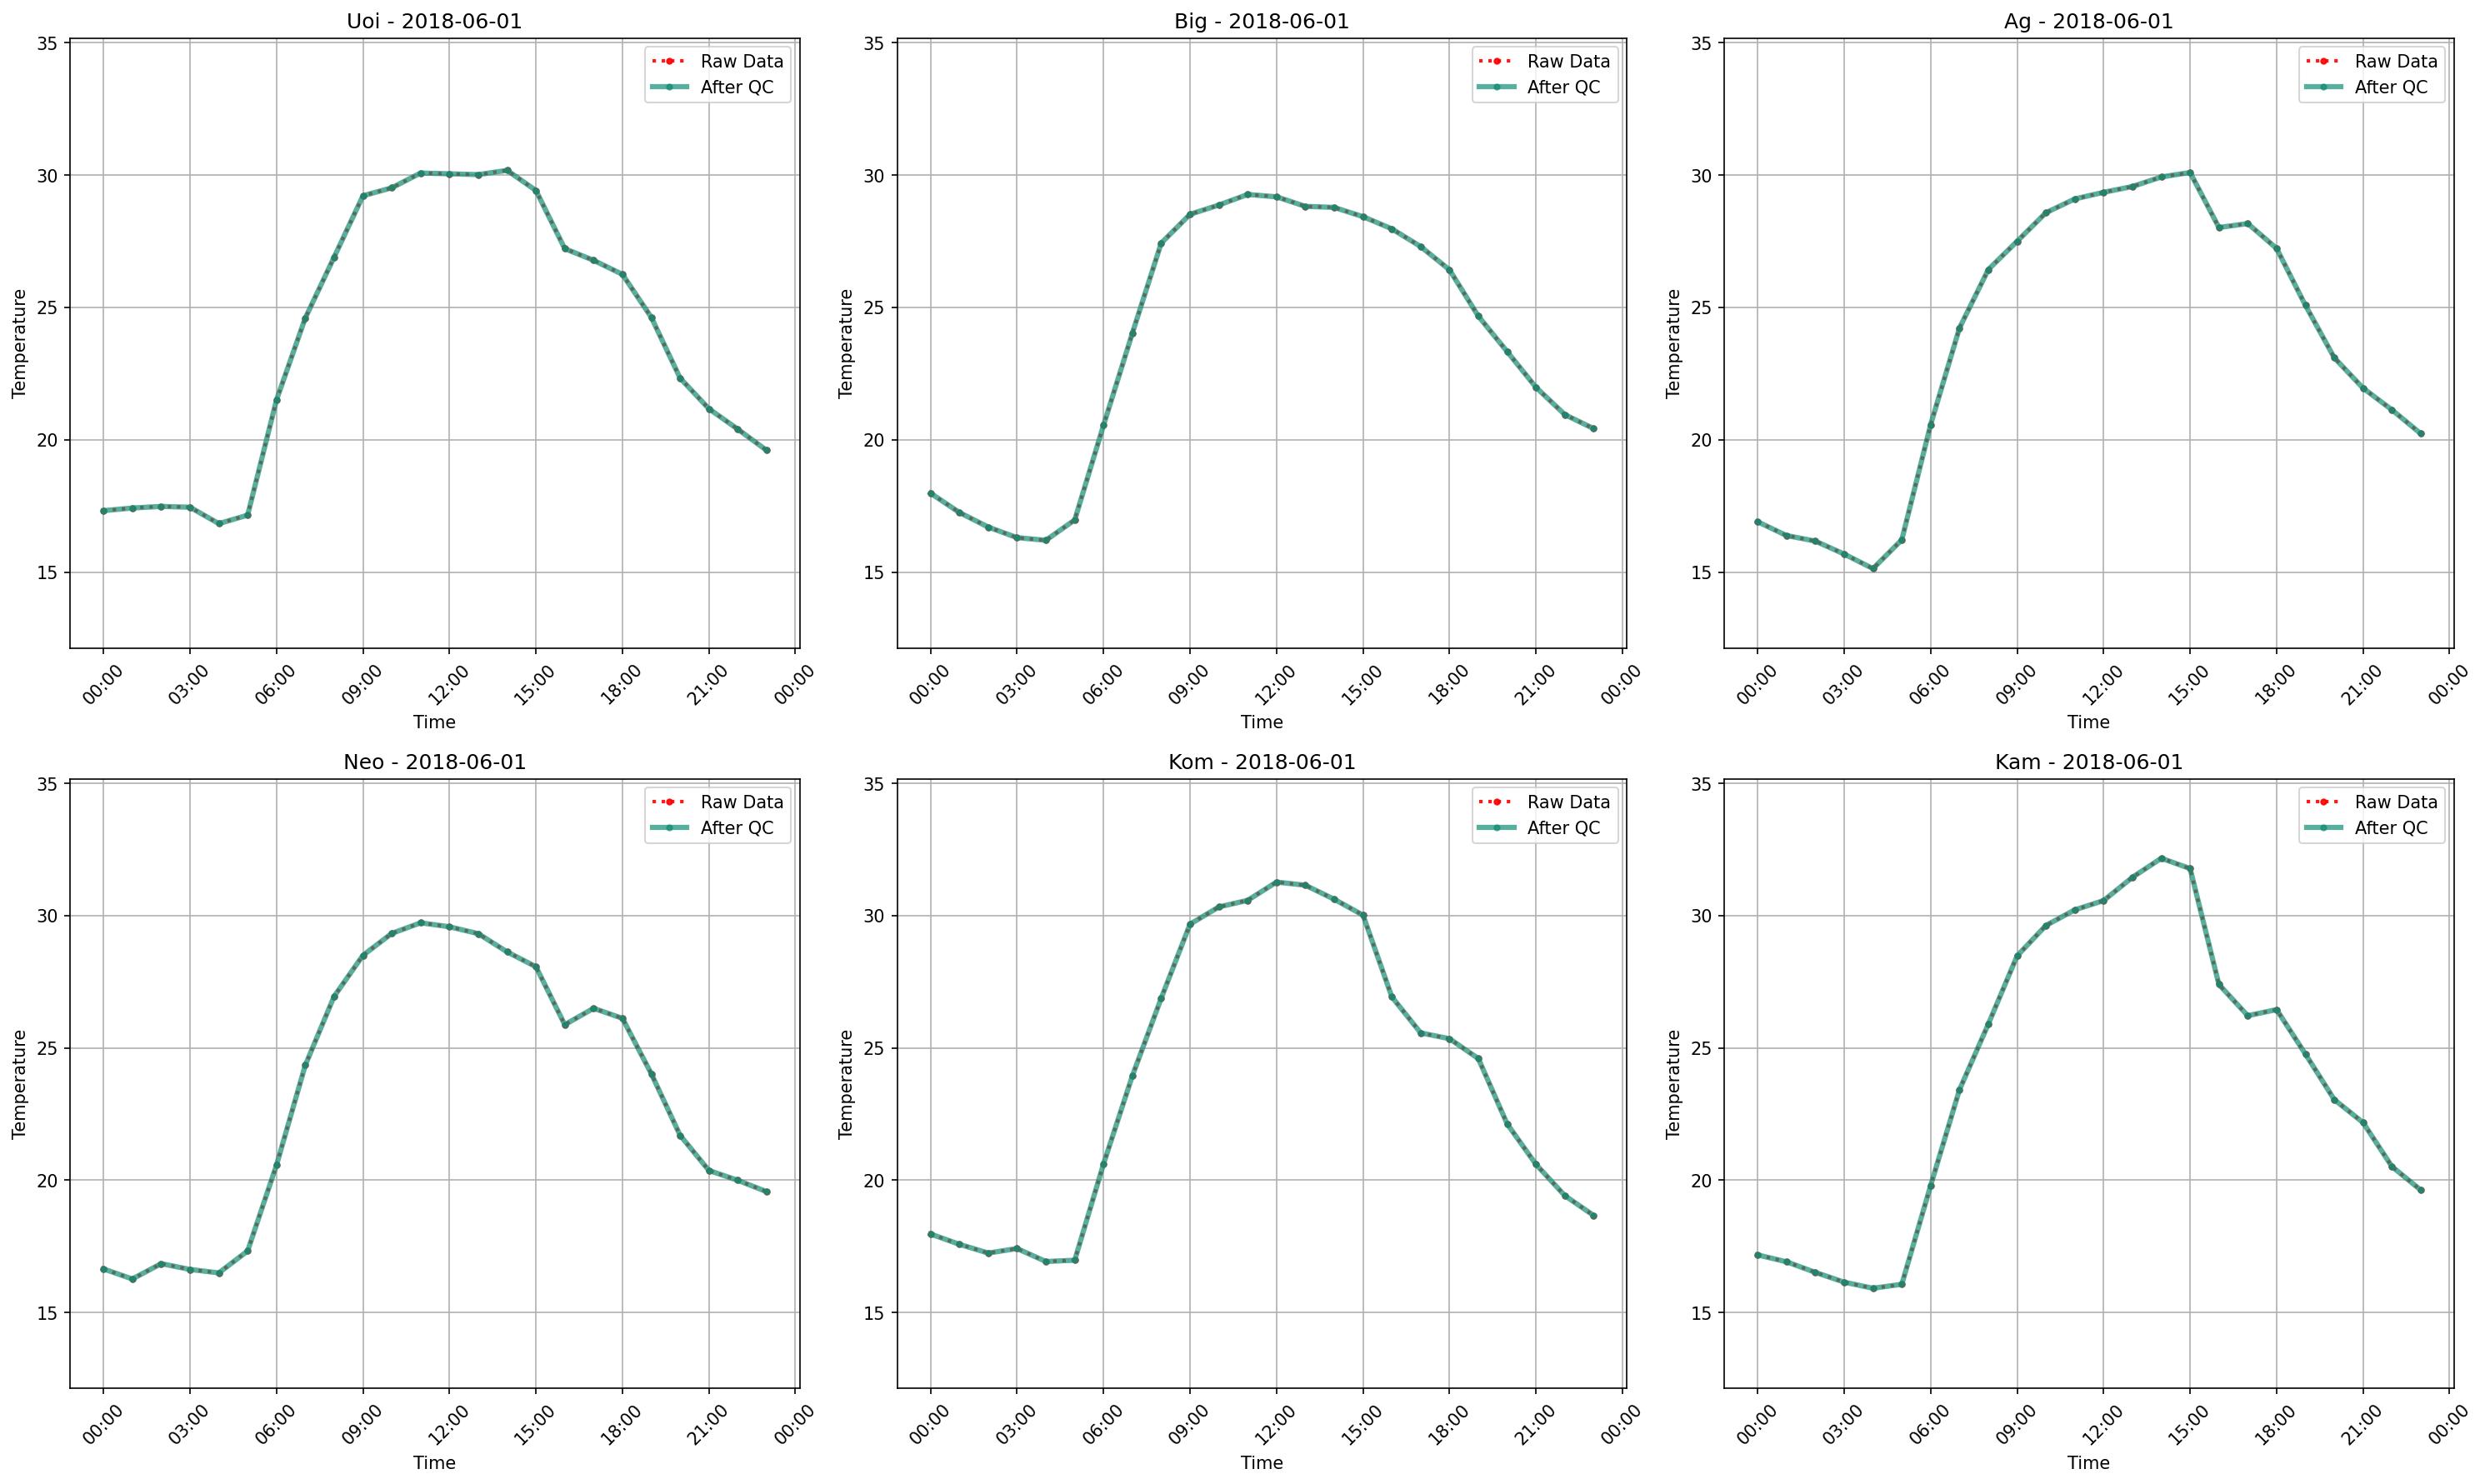 Uoi - 2018-06-01
35
30
25
20
15
Temperature
Raw Data
After QC
00:00
03:00
06:00
09:00
12:00
15:00
18:00
21:00
00:00
Time
Big - 2018-06-01
35
30
25
20
15
Temperature
Raw Data
After QC
00:00
03:00
06:00
09:00
12:00
15:00
18:00
21:00
00:00
Time
Ag - 2018-06-01
35
30
25
20
15
Temperature
Raw Data
After QC
00:00
03:00
06:00
09:00
12:00
15:00
18:00
21:00
00:00
Time
Neo - 2018-06-01
35
30
25
20
15
Temperature
Raw Data
After QC
00:00
03:00
06:00
09:00
12:00
15:00
18:00
21:00
00:00
Time
Kom - 2018-06-01
35
30
25
20
15
Temperature
Raw Data
After QC
00:00
03:00
06:00
09:00
12:00
15:00
18:00
21:00
00:00
Time
Kam - 2018-06-01
35
30
25
20
15
Temperature
Raw Data
After QC
00:00
03:00
06:00
09:00
12:00
15:00
18:00
21:00
00:00
Time